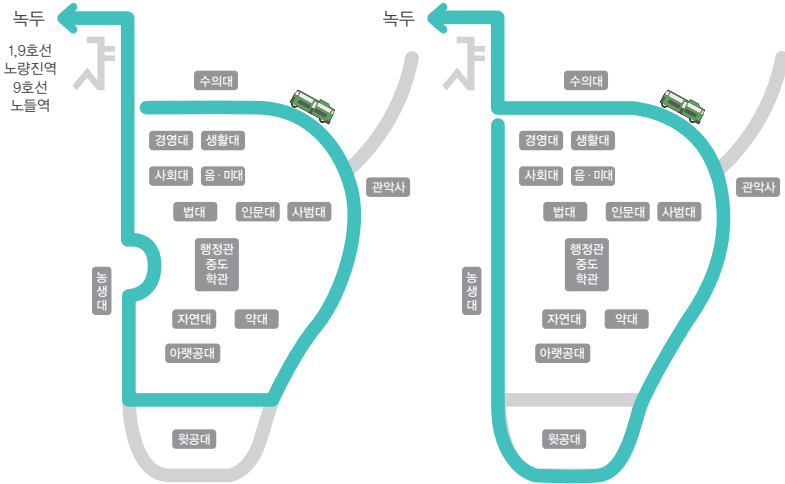 녹두
1,9호선
노량진역
9호선
노들역
수의대
경영대 생활대
사회대 음·미대
관악사
법대 인문대 사범대
행정관
중도
학관
농
생
대
자연대 약대
아랫공대
윗공대
녹두
수의대
경영대 생활대
사회대 음·미대
관악사
법대 인문대 사범대
행정관
중도
학관
농
생
대
자연대 약대
아랫공대
윗공대